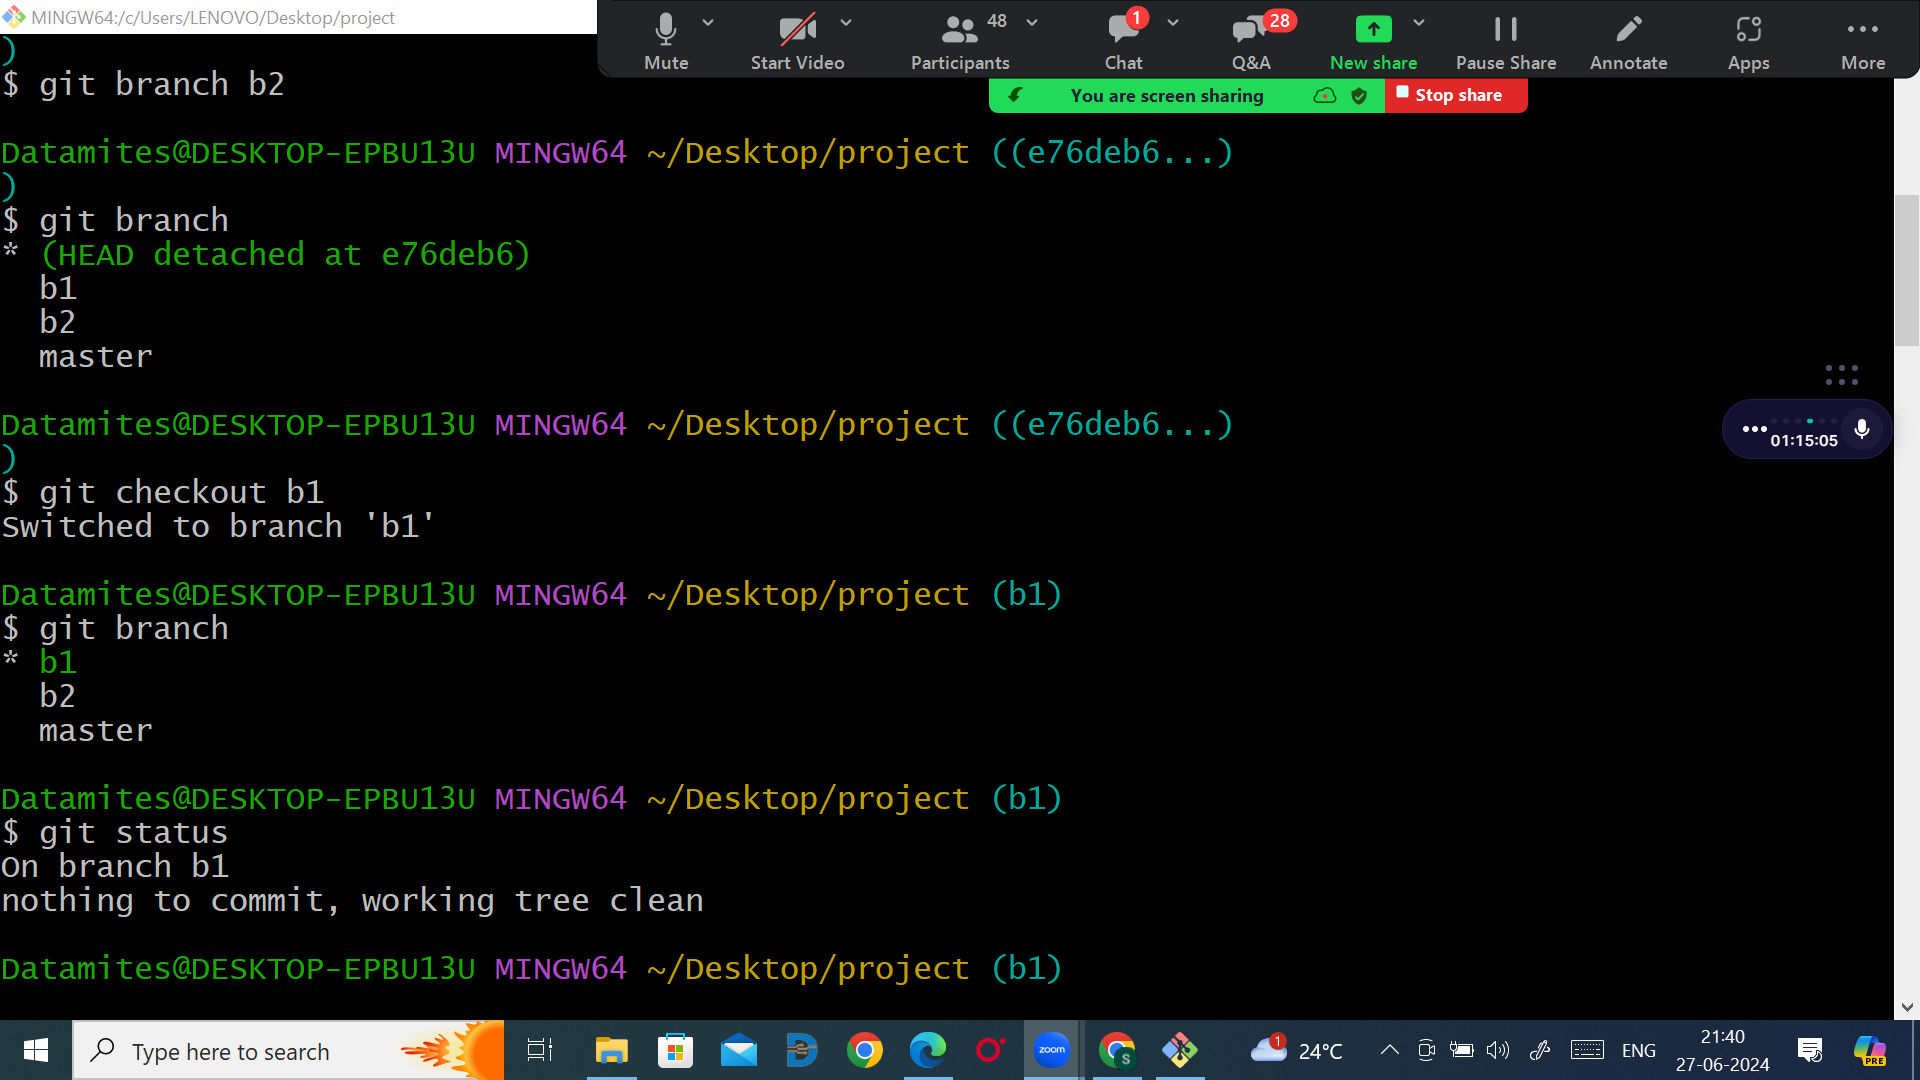 MINGW64:/c/Users/LENOVO/Desktop/project
Mute
Start Video
48
Participants
1
Chat
28
Q&A
New share
Pause Share
Annotate
Apps
More
You are screen sharing
Stop share
)
$ git branch b2
Datamites@DESKTOP-EPBU13U MINGW64 ~/Desktop/project ((e76deb6...)
)
$ git branch
* (HEAD detached at e76deb6)
b1
b2
master
Datamites@DESKTOP-EPBU13U MINGW64 ~/Desktop/project ((e76deb6...)
)
$ git checkout b1
Switched to branch 'b1'
01:15:05
Datamites@DESKTOP-EPBU13U MINGW64 ~/Desktop/project (b1)
$ git branch
* b1
b2
master
Datamites@DESKTOP-EPBU13U MINGW64 ~/Desktop/project (b1)
$ git status
On branch b1
nothing to commit, working tree clean
Datamites@DESKTOP-EPBU13U MINGW64 ~/Desktop/project (b1)
Type here to search
zoom
S
1
24°C
ENG
21:40
27-06-2024
PRE